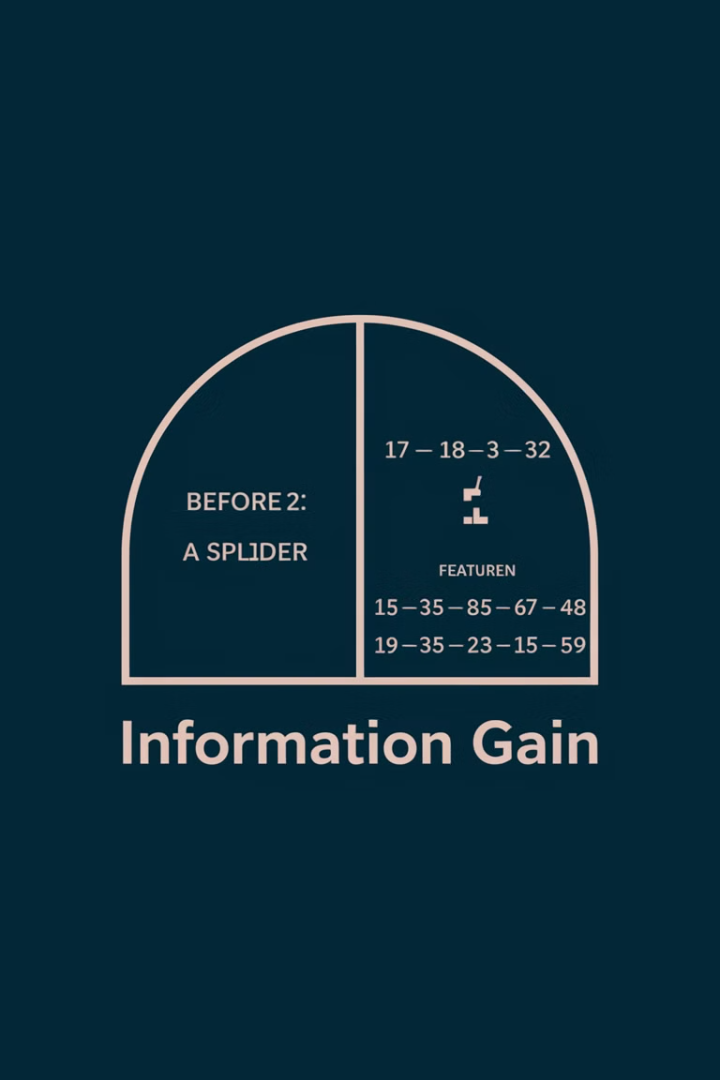 BEFORE 2:
A SPLIDER
17 – 18 – 3 – 32
FEATUREN
15 – 35 – 85 – 67 – 48
19 – 35 – 23 – 15 – 59
Information Gain